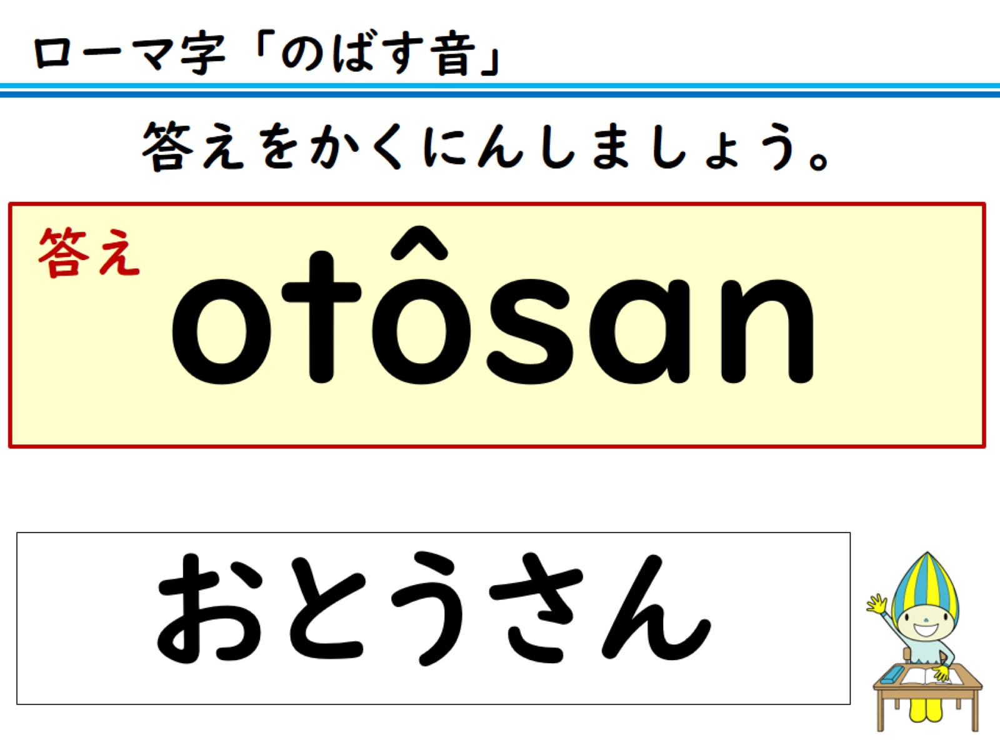 ローマ字「のばす音」
答えをかくにんしましょう。
答え
otôsan
おとうさん